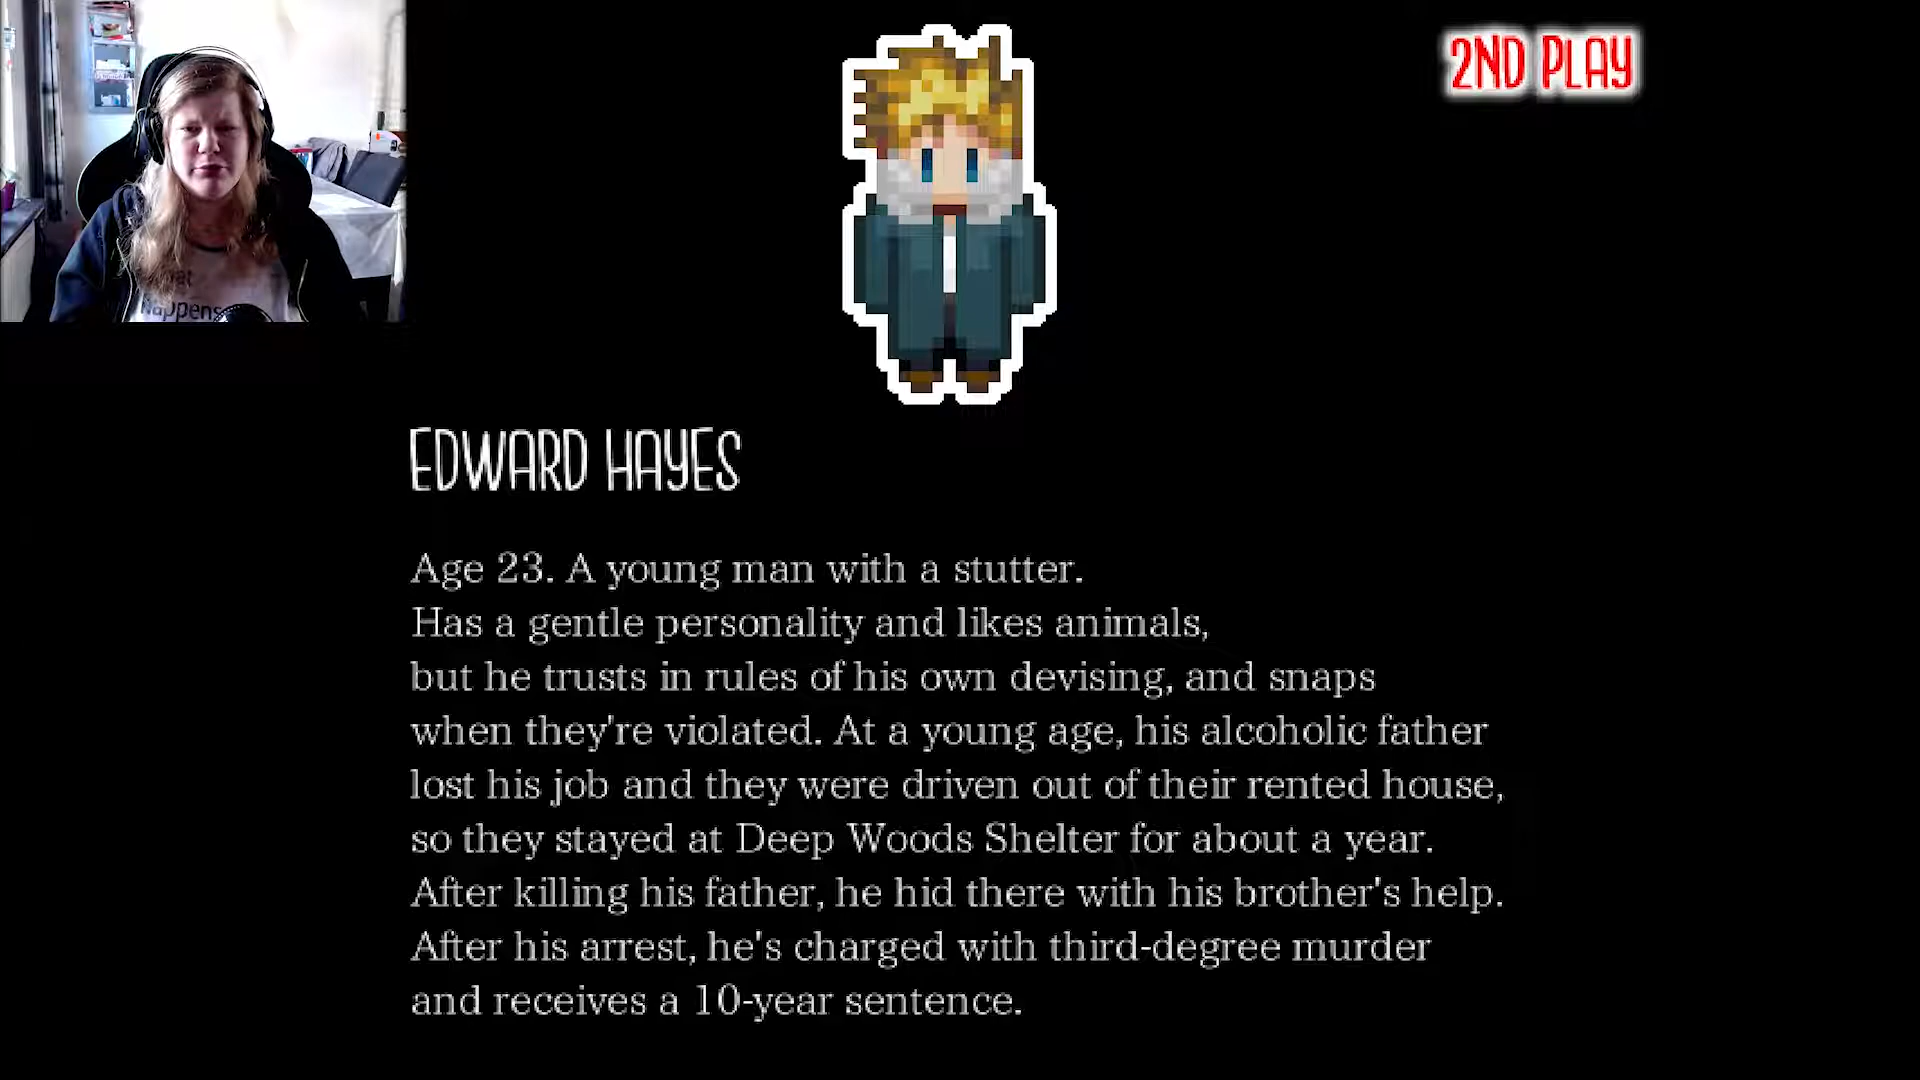 2ND PLAY
at
happens
EDWARD HAYES
Age 23. A young man with a stutter.
Has a gentle personality and likes animals,
but he trusts in rules of his own devising, and snaps
when they're violated. At a young age, his alcoholic father
lost his job and they were driven out of their rented house,
so they stayed at Deep Woods Shelter for about a year.
After killing his father, he hid there with his brother's help.
After his arrest, he's charged with third-degree murder
and receives a 10-year sentence.